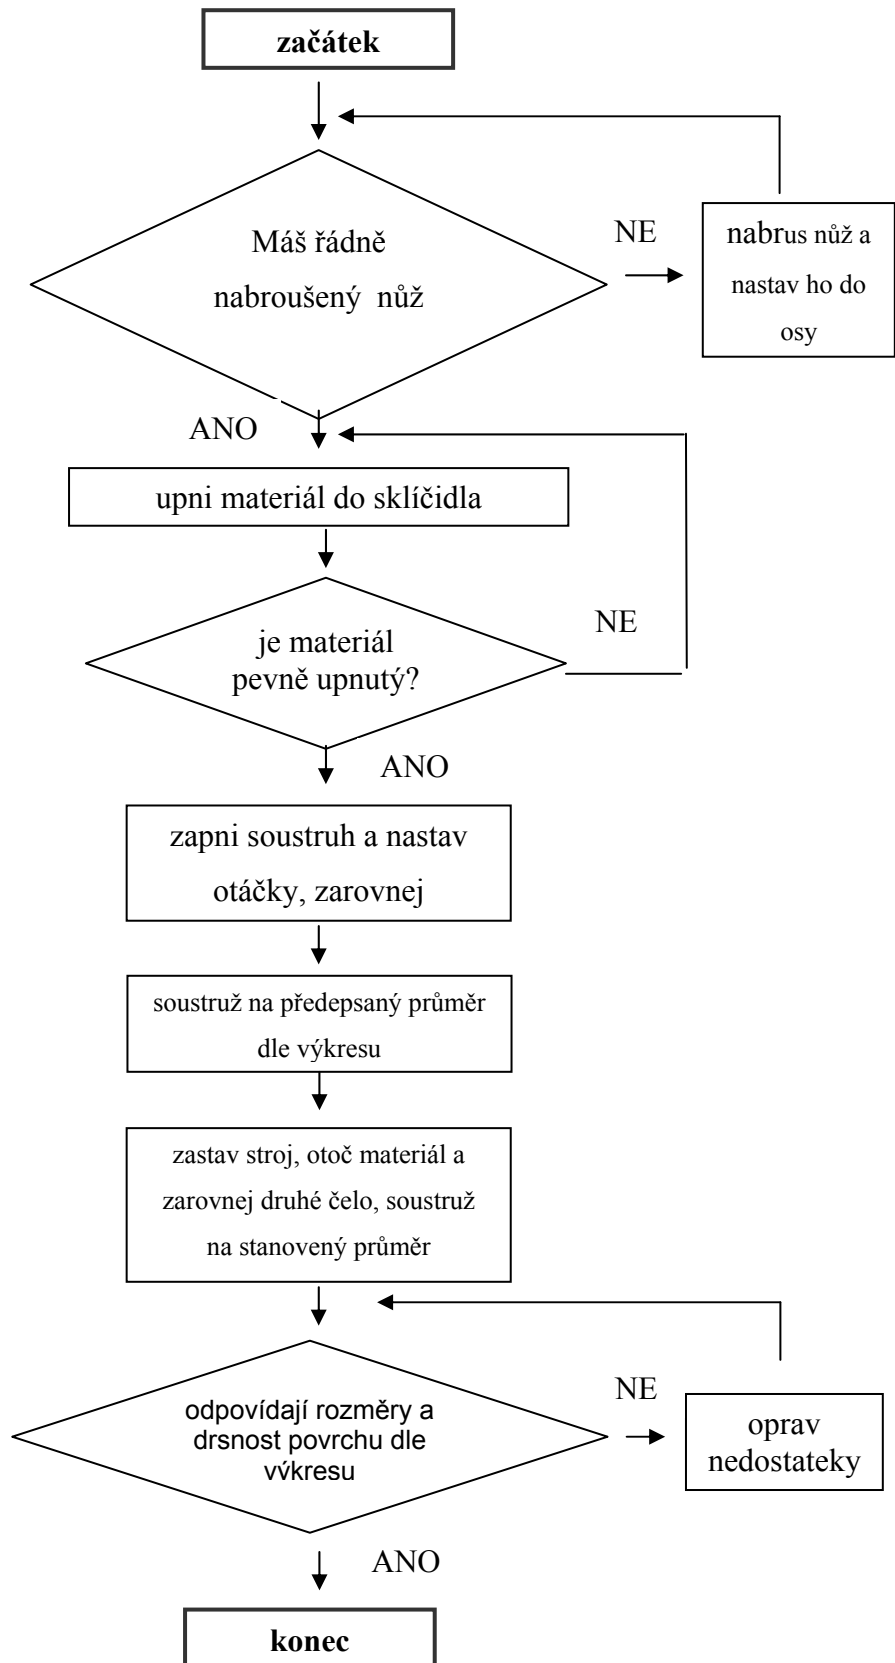 začátek
Máš řádně
nabroušený nůž
NE
nabrus nůž a
nastav ho do
osy
ANO
upni materiál do sklíčidla
je materiál
pevně upnutý?
NE
ANO
zapni soustruh a nastav
otáčky, zarovnej
soustruž na předepsaný průměr
dle výkresu
zastav stroj, otoč materiál a
zarovnej druhé čelo, soustruž
na stanovený průměr
odpovídají rozměry a
drsnost povrchu dle
výkresu
NE
oprav
nedostateky
ANO
konec